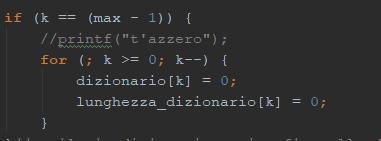 if (k == (max - 1)) {
//printf("t'azzero");
for (; k >= 0; k--) {
dizionario[k] = 0;
lunghezza_dizionario[k] = 0;
}